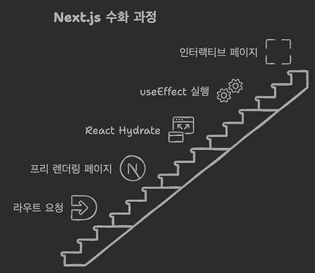 Next.js 수화 과정
인터랙티브 페이지
useEffect 실행
React Hydrate
프리 렌더링 페이지
N
라우트 요청